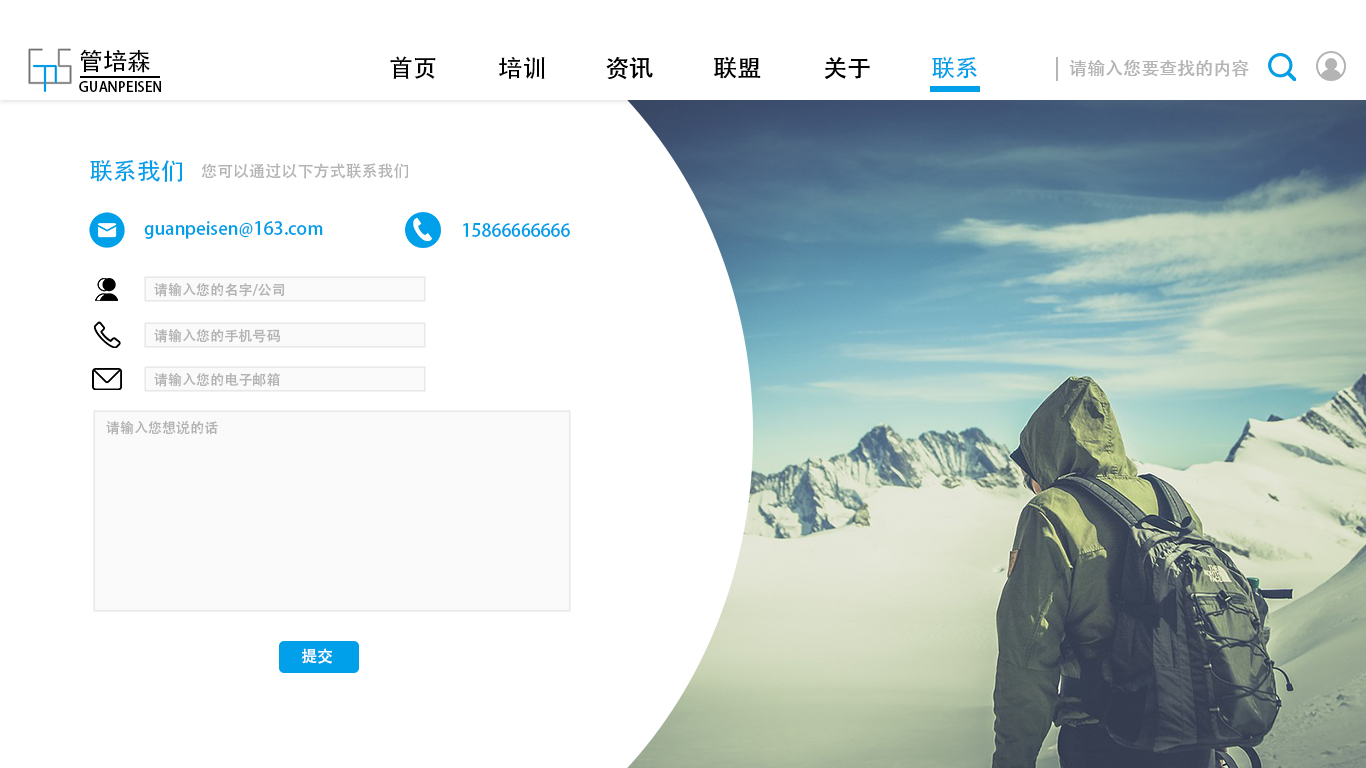 管培森
GUANPEISEN
首页 培训 资讯 联盟 关于 联系
请输入您要查找的内容
联系我们 您可以通过以下方式联系我们
guanpeisen@163.com 15866666666
请输入您的名字/公司
请输入您的手机号码
请输入您的电子邮箱
请输入您想说的话
提交
THE
NORTH
FACE